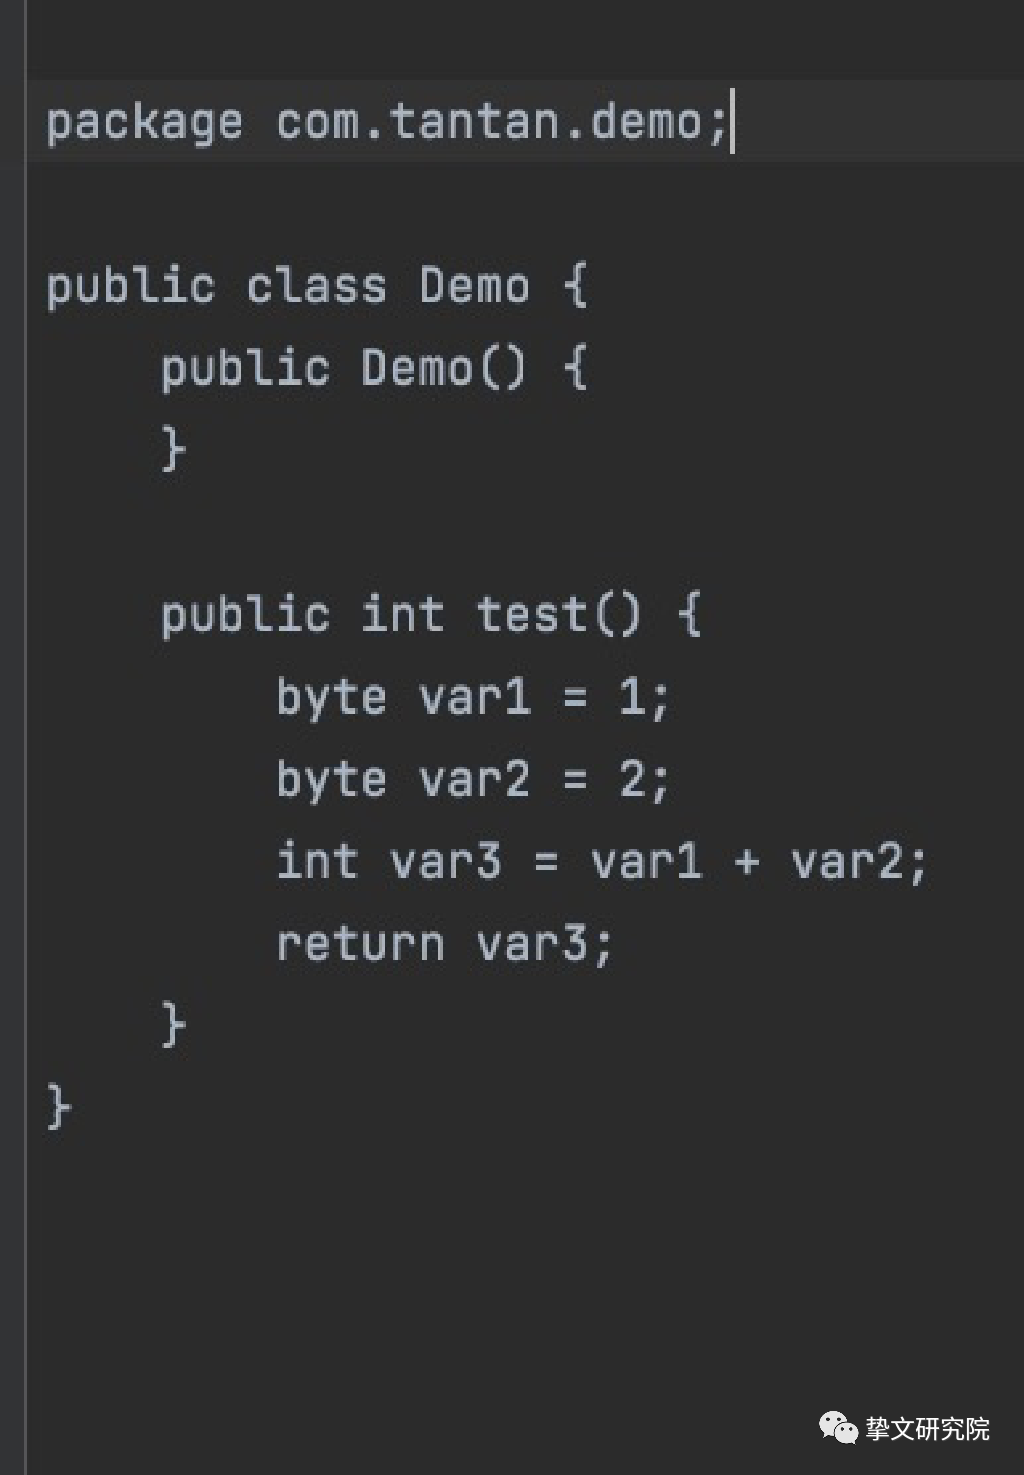 package com.tantan.demo;
public class Demo {
    public Demo() {
    }
    public int test() {
        byte var1 = 1;
        byte var2 = 2;
        int var3 = var1 + var2;
        return var3;
    }
}
挚文研究院